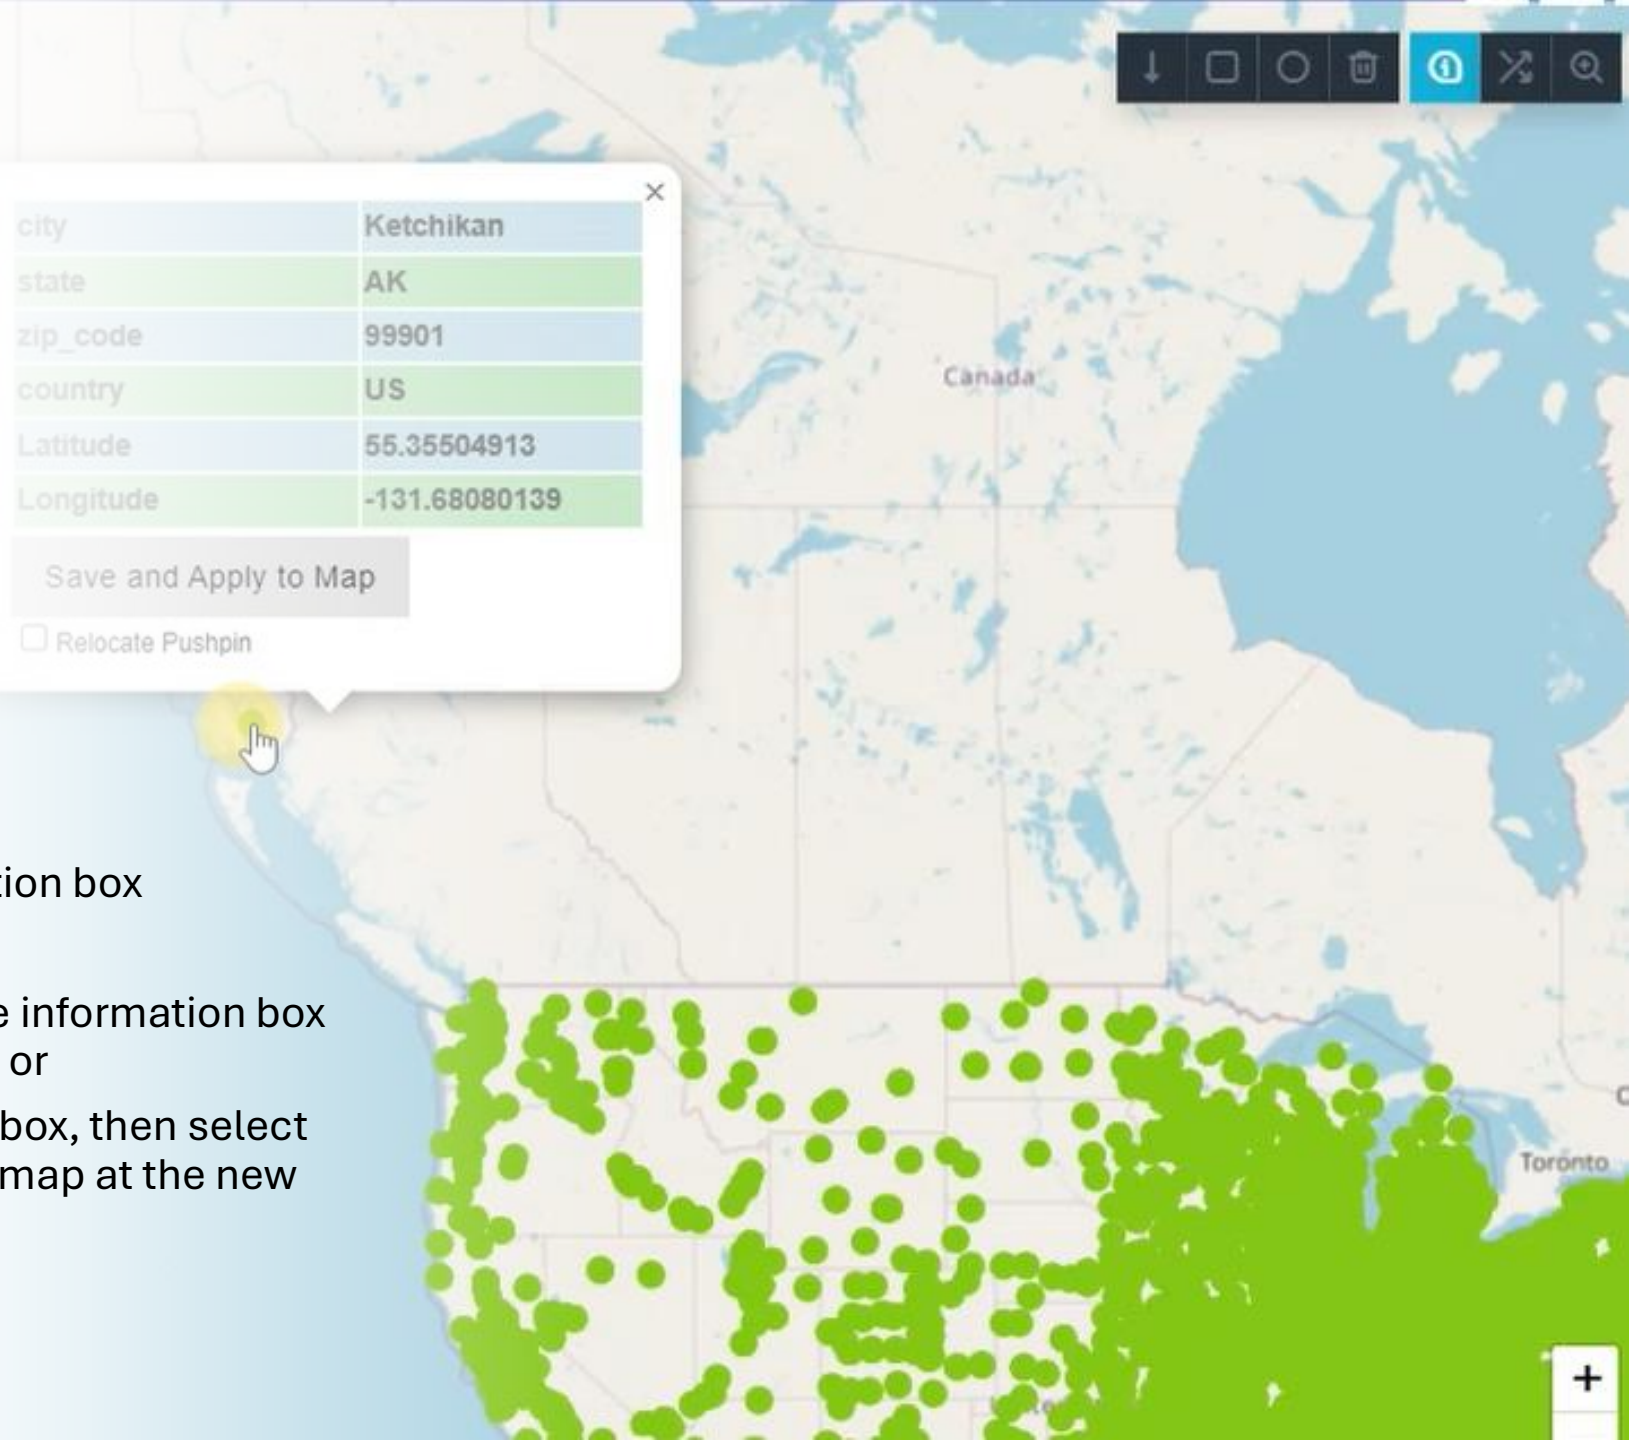 city Ketchikan
state AK
zip_code 99901
country US
Latitude 55.35504913
Longitude -131.68080139
Save and Apply to Map
Relocate Pushpin
Canada
box
information box
or
box, then select
map at the new
Toronto
+